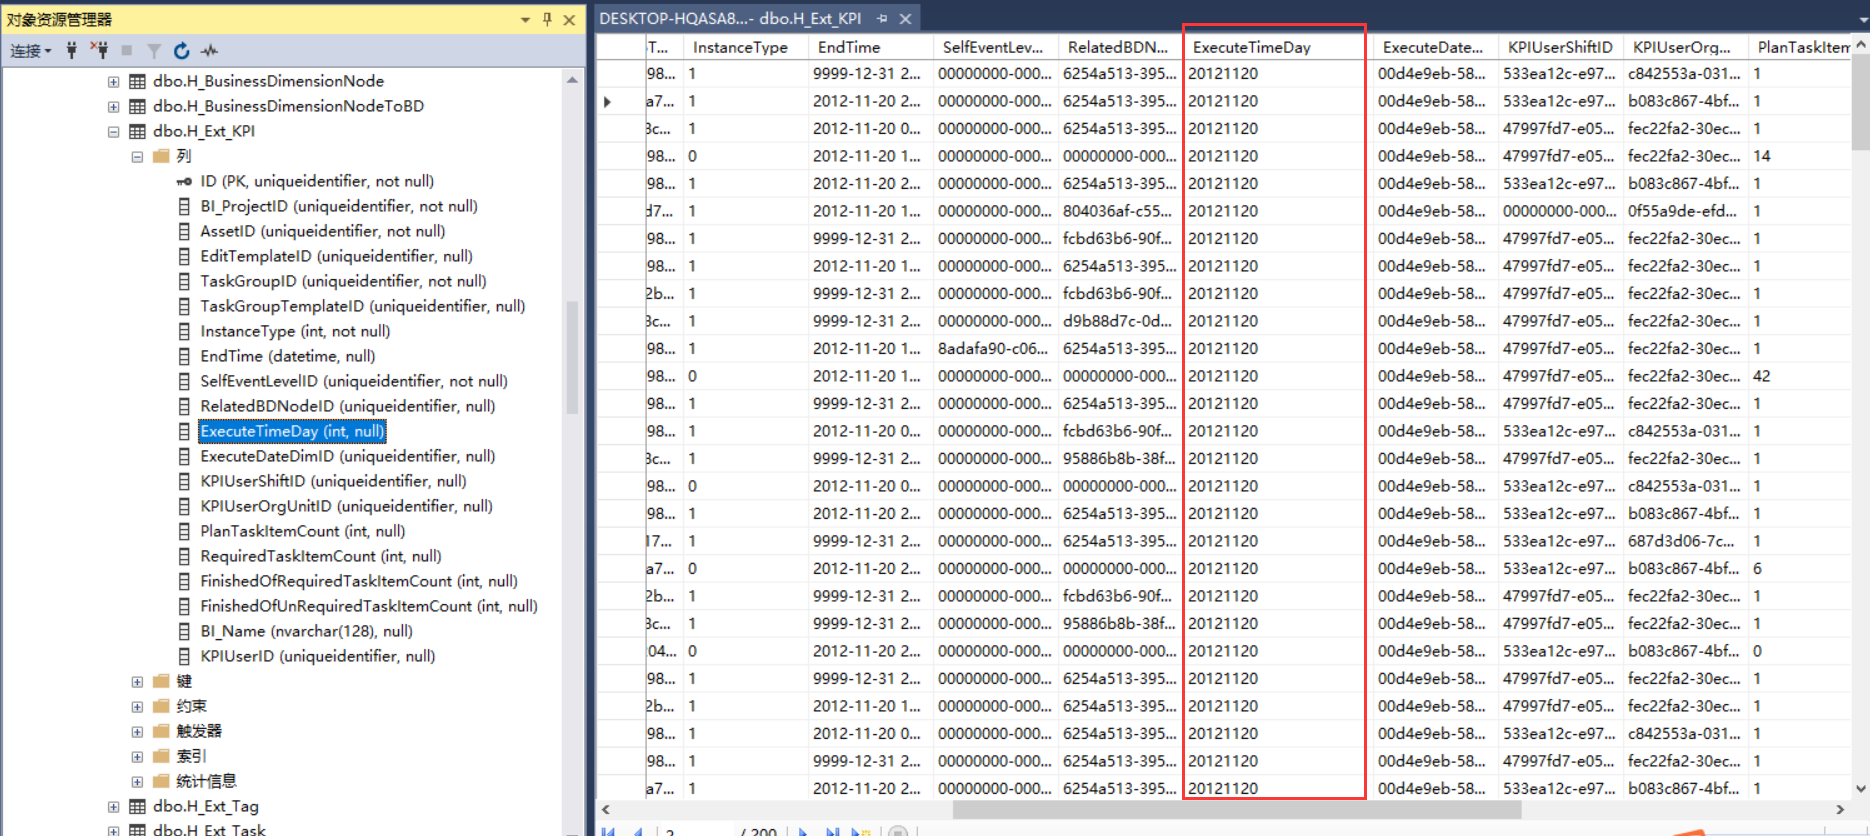 对象资源管理器
连接
dbo.H_BusinessDimensionNode
dbo.H_BusinessDimensionNodeToBD
dbo.H_Ext_KPI
列
ID (PK, uniqueidentifier, not null)
BI_ProjectID (uniqueidentifier, not null)
AssetID (uniqueidentifier, not null)
EditTemplateID (uniqueidentifier, null)
TaskGroupID (uniqueidentifier, not null)
TaskGroupTemplateID (uniqueidentifier, null)
InstanceType (int, not null)
EndTime (datetime, null)
SelfEventLevelID (uniqueidentifier, not null)
RelatedBDNodeID (uniqueidentifier, null)
ExecuteTimeDay (int, null)
ExecuteDateDimID (uniqueidentifier, null)
KPIUserShiftID (uniqueidentifier, null)
KPIUserOrgUnitID (uniqueidentifier, null)
PlanTaskItemCount (int, null)
RequiredTaskItemCount (int, null)
FinishedOfRequiredTaskItemCount (int, null)
FinishedOfUnRequiredTaskItemCount (int, null)
BI_Name (nvarchar(128), null)
KPIUserID (uniqueidentifier, null)
键
约束
触发器
索引
统计信息
dbo.H_Ext_Tag
dbo.H_Ext_Task
DESKTOP-HQASA8...- dbo.H_Ext_KPI
T... InstanceType EndTime SelfEventLev... RelatedBDN... ExecuteTimeDay ExecuteDate... KPIUserShiftID KPIUserOrg... PlanTaskItem
98... 1 9999-12-31 2... 00000000-000... 6254a513-395... 20121120 00d4e9eb-58... 533ea12c-e97... c842553a-031... 1
a7... 1 2012-11-20 2... 00000000-000... 6254a513-395... 20121120 00d4e9eb-58... 533ea12c-e97... b083c867-4bf... 1
3c... 1 2012-11-20 0... 00000000-000... 6254a513-395... 20121120 00d4e9eb-58... 47997fd7-e05... fec22fa2-30ec... 1
98... 0 2012-11-20 1... 00000000-000... 00000000-000... 20121120 00d4e9eb-58... 47997fd7-e05... fec22fa2-30ec... 14
98... 1 2012-11-20 2... 00000000-000... 6254a513-395... 20121120 00d4e9eb-58... 533ea12c-e97... b083c867-4bf... 1
d7... 1 2012-11-20 1... 00000000-000... 804036af-c55... 20121120 00d4e9eb-58... 00000000-000... 0f55a9de-efd... 1
98... 1 9999-12-31 2... 00000000-000... fcbd63b6-90f... 20121120 00d4e9eb-58... 47997fd7-e05... fec22fa2-30ec... 1
98... 1 2012-11-20 1... 00000000-000... 6254a513-395... 20121120 00d4e9eb-58... 47997fd7-e05... fec22fa2-30ec... 1
2b... 1 9999-12-31 2... 00000000-000... fcbd63b6-90f... 20121120 00d4e9eb-58... 47997fd7-e05... fec22fa2-30ec... 1
3c... 1 9999-12-31 2... 00000000-000... d9b88d7c-0d... 20121120 00d4e9eb-58... 47997fd7-e05... fec22fa2-30ec... 1
98... 1 2012-11-20 1... 8adafa90-c06... 6254a513-395... 20121120 00d4e9eb-58... 47997fd7-e05... fec22fa2-30ec... 1
98... 0 2012-11-20 1... 00000000-000... 00000000-000... 20121120 00d4e9eb-58... 47997fd7-e05... fec22fa2-30ec... 42
98... 1 9999-12-31 2... 00000000-000... 6254a513-395... 20121120 00d4e9eb-58... 47997fd7-e05... fec22fa2-30ec... 1
98... 1 2012-11-20 0... 00000000-000... fcbd63b6-90f... 20121120 00d4e9eb-58... 533ea12c-e97... c842553a-031... 1
3c... 1 9999-12-31 2... 00000000-000... 95886b8b-38f... 20121120 00d4e9eb-58... 47997fd7-e05... fec22fa2-30ec... 1
98... 0 2012-11-20 0... 00000000-000... 00000000-000... 20121120 00d4e9eb-58... 533ea12c-e97... c842553a-031... 1
98... 1 9999-12-31 2... 00000000-000... 6254a513-395... 20121120 00d4e9eb-58... 533ea12c-e97... b083c867-4bf... 1
17... 1 9999-12-31 2... 00000000-000... 6254a513-395... 20121120 00d4e9eb-58... 533ea12c-e97... 687d3d06-7c... 1
a7... 0 2012-11-20 2... 00000000-000... 00000000-000... 20121120 00d4e9eb-58... 533ea12c-e97... b083c867-4bf... 6
2b... 1 9999-12-31 2... 00000000-000... fcbd63b6-90f... 20121120 00d4e9eb-58... 47997fd7-e05... fec22fa2-30ec... 1
3c... 1 9999-12-31 2... 00000000-000... 95886b8b-38f... 20121120 00d4e9eb-58... 47997fd7-e05... fec22fa2-30ec... 1
04... 0 2012-11-20 2... 00000000-000... 00000000-000... 20121120 00d4e9eb-58... 533ea12c-e97... b083c867-4bf... 0
98... 1 9999-12-31 2... 00000000-000... 6254a513-395... 20121120 00d4e9eb-58... 47997fd7-e05... fec22fa2-30ec... 1
2b... 1 2012-11-20 1... 00000000-000... 6254a513-395... 20121120 00d4e9eb-58... 47997fd7-e05... fec22fa2-30ec... 1
98... 1 2012-11-20 0... 00000000-000... 6254a513-395... 20121120 00d4e9eb-58... 533ea12c-e97... c842553a-031... 1
98... 1 9999-12-31 2... 00000000-000... 6254a513-395... 20121120 00d4e9eb-58... 47997fd7-e05... fec22fa2-30ec... 1
a7... 1 9999-12-31 2... 00000000-000... 6254a513-395... 20121120 00d4e9eb-58... 533ea12c-e97... b083c867-4bf... 1
2 / 200